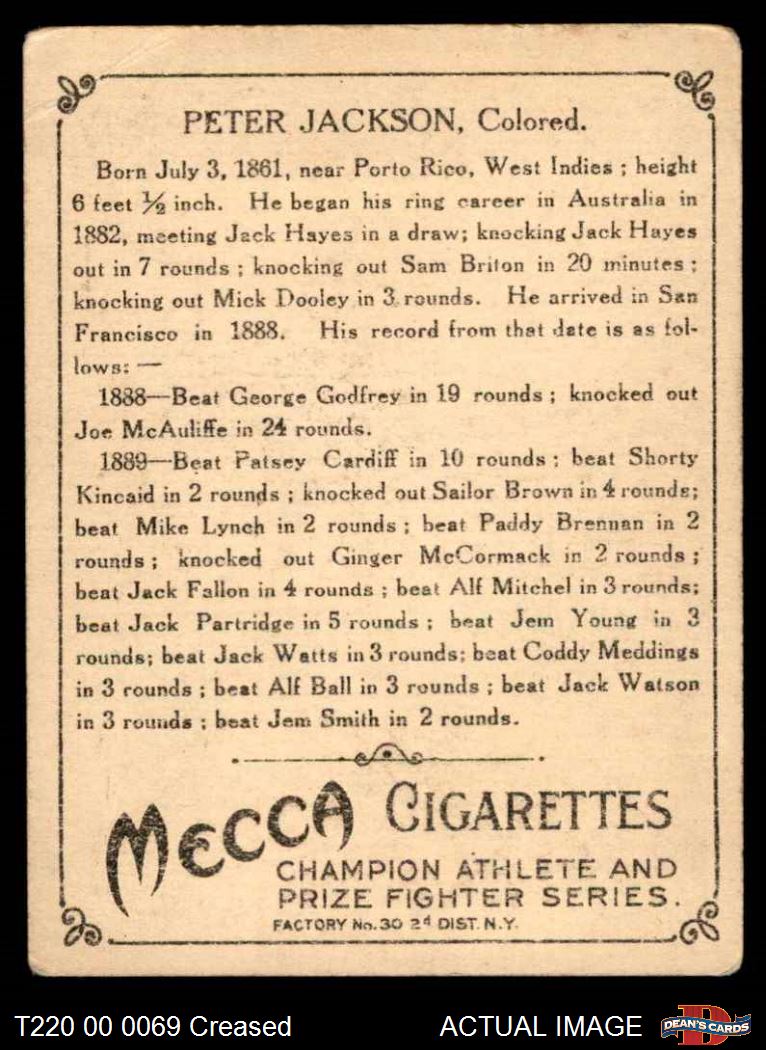 PETER JACKSON, Colored.
Born July 3, 1861, near Porto Rico, West Indies ; height
6 feet ½ inch. He began his ring career in Australia in
1882, meeting Jack Hayes in a draw; knocking Jack Hayes
out in 7 rounds ; knocking out Sam Briton in 20 minutes ;
knocking out Mick Dooley in 3 rounds. He arrived in San
Francisco in 1888. His record from that date is as fol-
lows: —
1888—Beat George Godfrey in 19 rounds ; knocked out
Joe McAuliffe in 24 rounds.
1889—Beat Patsey Cardiff in 10 rounds ; beat Shorty
Kincaid in 2 rounds ; knocked out Sailor Brown in 4 rounds;
beat Mike Lynch in 2 rounds ; beat Paddy Brennan in 2
rounds ; knocked out Ginger McCormack in 2 rounds ;
beat Jack Fallon in 4 rounds ; beat Alf Mitchel in 3 rounds;
beat Jack Partridge in 5 rounds ; beat Jem Young in 3
rounds; beat Jack Watts in 3 rounds; beat Coddy Meddings
in 3 rounds ; beat Alf Ball in 3 rounds ; beat Jack Watson
in 3 rounds ; beat Jem Smith in 2 rounds.
MECCA CIGARETTES
CHAMPION ATHLETE AND
PRIZE FIGHTER SERIES.
FACTORY No. 30 2d DIST. N.Y.
T220 00 0069 Creased ACTUAL IMAGE DEAN'S CARDS